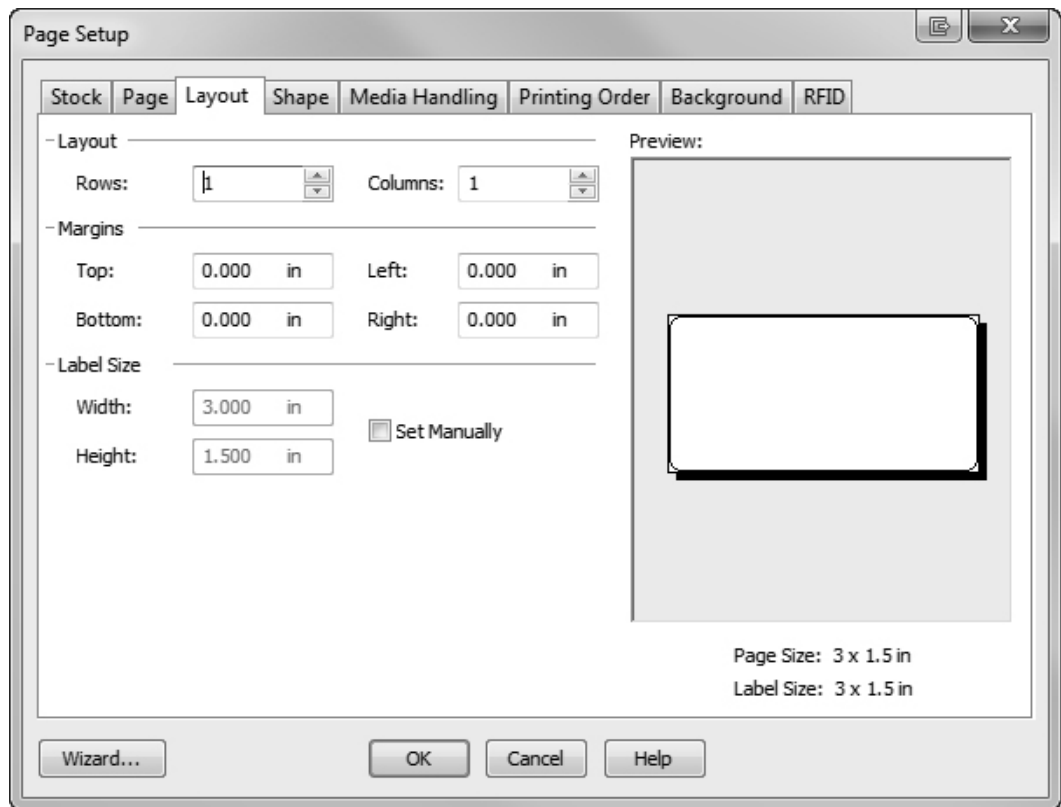 Page Setup
X
Stock Page Layout Shape Media Handling Printing Order Background RFID
Layout
Rows: 1 Columns: 1
Margins
Top: 0.000 in Left: 0.000 in
Bottom: 0.000 in Right: 0.000 in
Label Size
Width: 3.000 in
Set Manually
Height: 1.500 in
Preview:
Page Size: 3 x 1.5 in
Label Size: 3 x 1.5 in
Wizard... OK Cancel Help